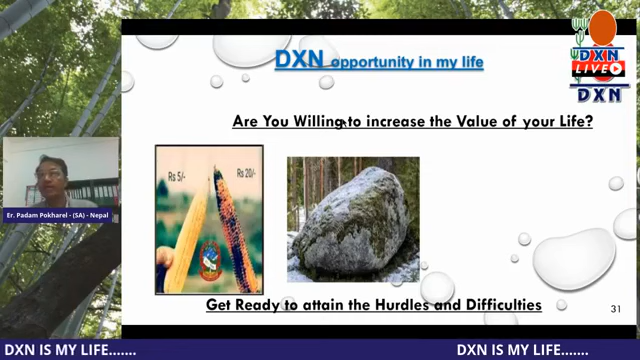 DXN opportunity in my life
DXN
LIVE
DXN
Are You Willing to increase the Value of your Life?
Rs 5/-
Rs 20/-
Er. Padam Pokharel - (SA) - Nepal
Get Ready to attain the Hurdles and Difficulties
31
DXN IS MY LIFE.......
DXN IS MY LIFE.......